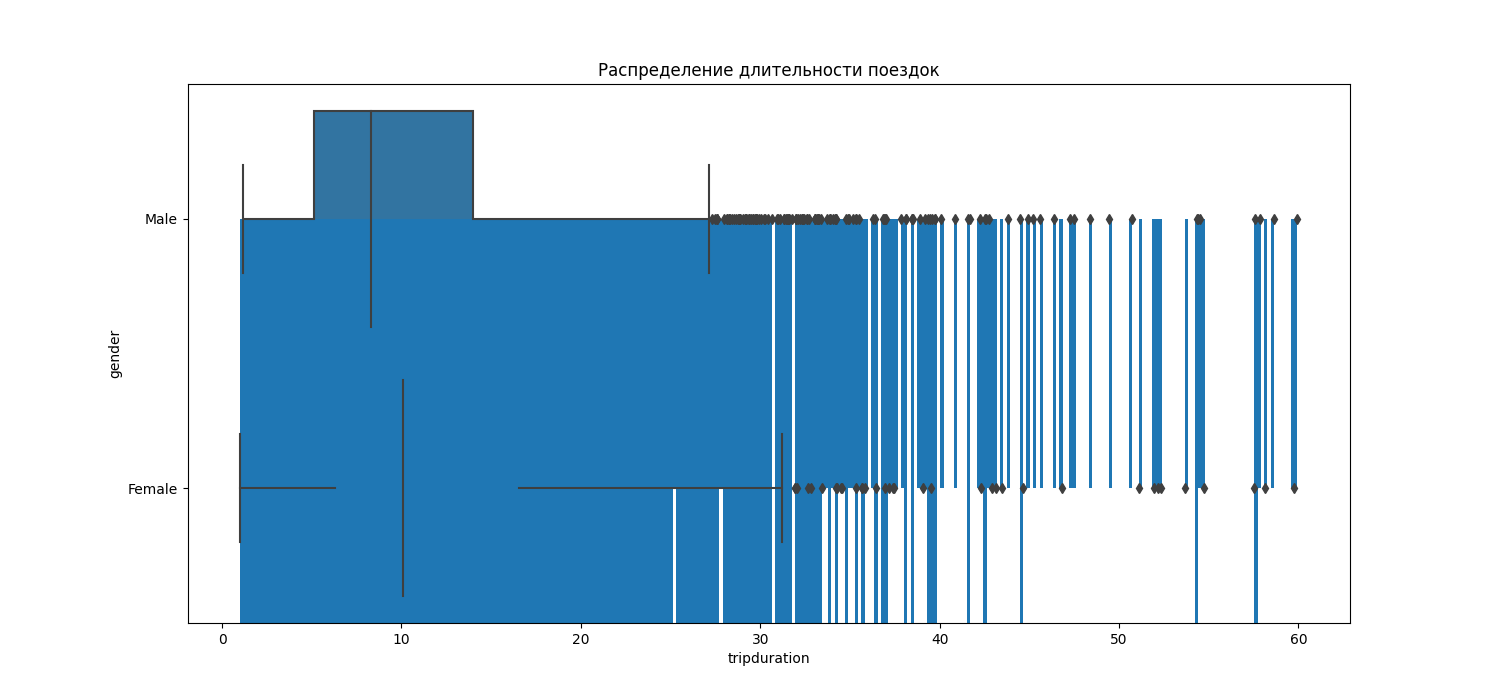 Распределение длительности поездок
Male
Female
gender
0 10 20 30 40 50 60
tripduration